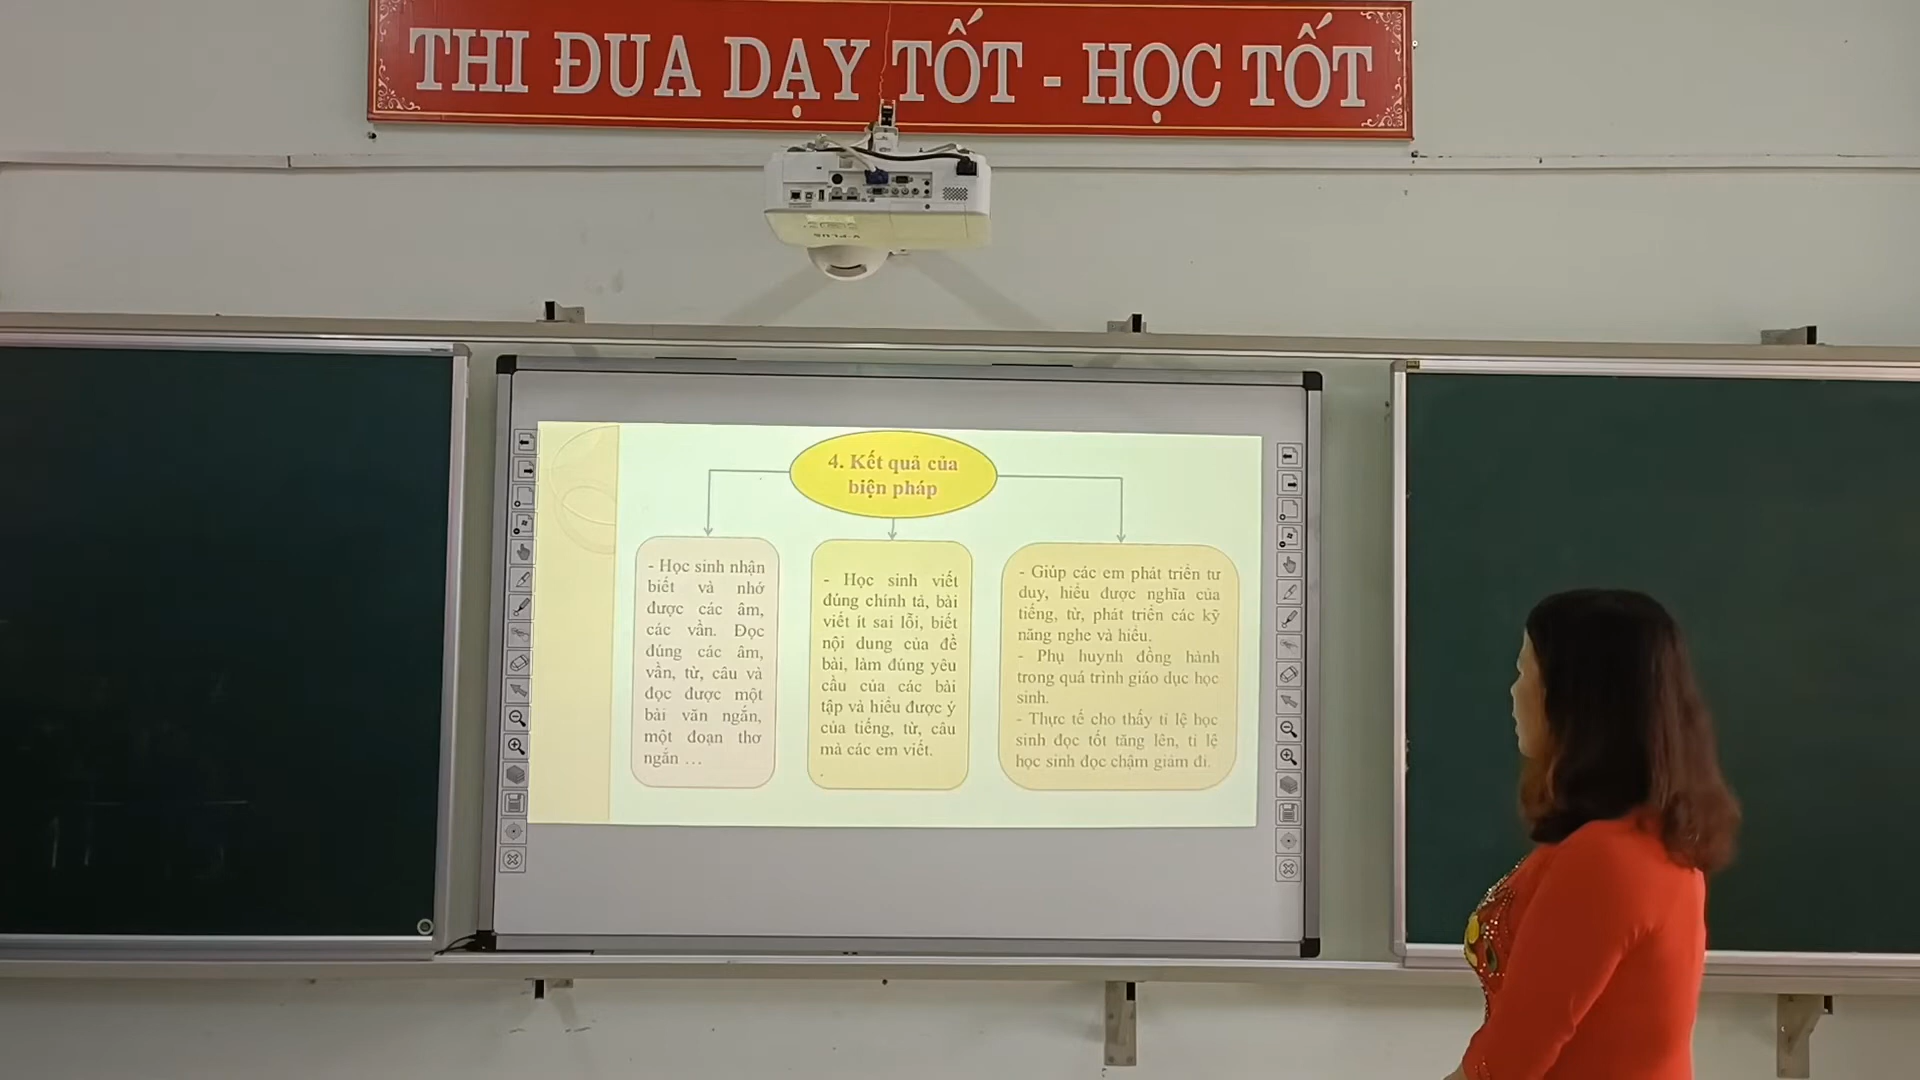 THI ĐUA DẠY TỐT - HỌC TỐT
4. Kết quả của
biện pháp
- Học sinh nhận
biết và nhớ
được các âm,
các vần. Đọc
đúng các âm,
vần, từ, câu và
đọc được một
bài văn ngắn,
một đoạn thơ
ngắn ...
- Học sinh viết
đúng chính tả, bài
viết ít sai lỗi, biết
nội dung của đề
bài, làm đúng yêu
cầu của các bài
tập và hiểu được ý
của tiếng, từ, câu
mà các em viết.
- Giúp các em phát triển tư
duy, hiểu được nghĩa của
tiếng, từ, phát triển các kỹ
năng nghe và hiểu.
- Phụ huynh đồng hành
trong quá trình giáo dục học
sinh.
- Thực tế cho thấy tỉ lệ học
sinh đọc tốt tăng lên, tỉ lệ
học sinh đọc chậm giảm đi.